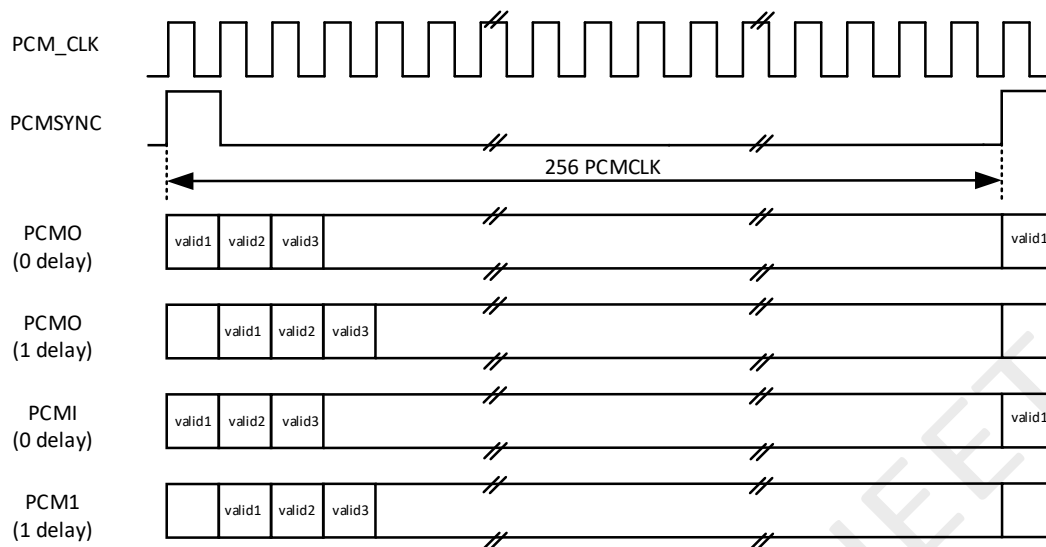 PCM_CLK
PCMSYNC
256 PCMCLK
PCMO
(0 delay)
valid1 valid2 valid3 valid1
PCMO
(1 delay)
valid1 valid2 valid3
PCMI
(0 delay)
valid1 valid2 valid3 valid1
PCM1
(1 delay)
valid1 valid2 valid3